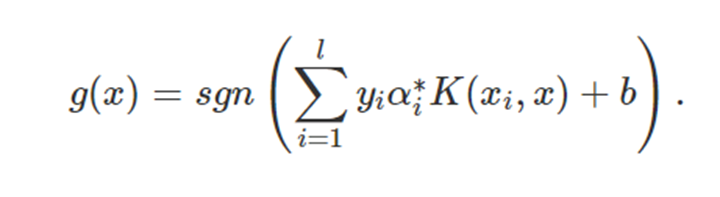 g(x) = sgn ( ∑_{i=1}^{l} y_i α_i^* K(x_i, x) + b ) .